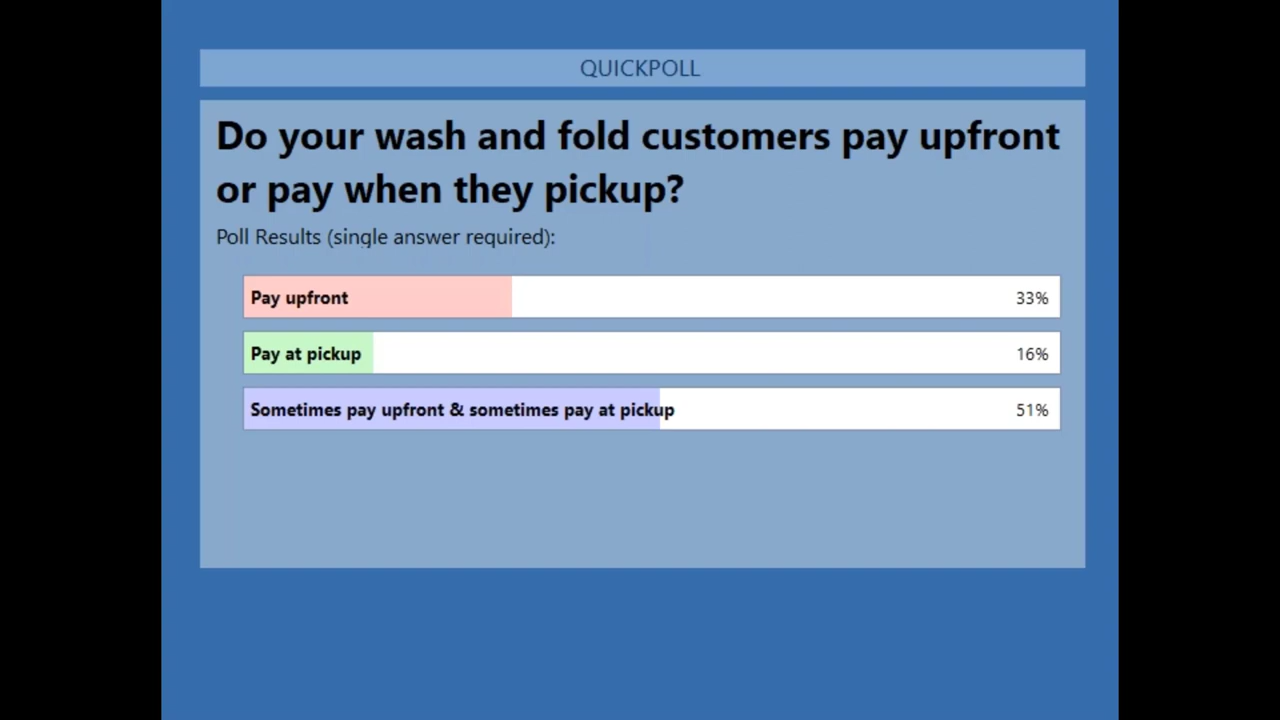 QUICKPOLL
Do your wash and fold customers pay upfront
or pay when they pickup?
Poll Results (single answer required):
Pay upfront 33%
Pay at pickup 16%
Sometimes pay upfront & sometimes pay at pickup 51%